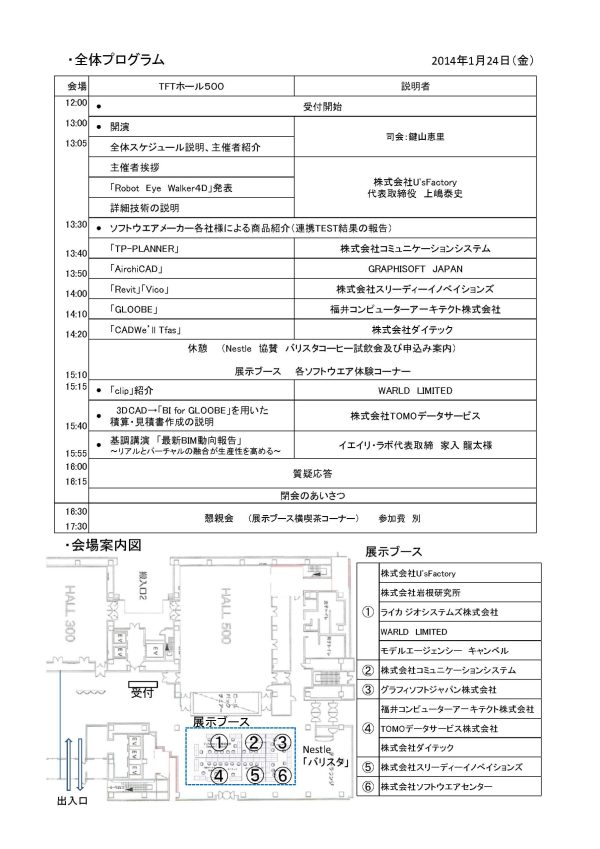 ・全体プログラム
2014年1月24日(金)
会場 TFTホール500 説明者
12:00 ● 受付開始
13:00 ● 開演 司会:鍵山恵里
13:05 全体スケジュール説明、主催者紹介
主催者挨拶
「Robot Eye Walker4D」発表
株式会社U'sFactory
代表取締役 上嶋泰史
詳細技術の説明
13:30 ● ソフトウエアメーカー各社様による商品紹介(連携TEST結果の報告)
13:40 「TP-PLANNER」 株式会社コミュニケーションシステム
13:50 「AirchiCAD」 GRAPHISOFT JAPAN
14:00 「Revit」「Vico」 株式会社スリーディーイノベイションズ
14:10 「GLOOBE」 福井コンピューターアーキテクト株式会社
14:20 「CADWe'll Tfas」 株式会社ダイテック
休憩 (Nestle 協賛 バリスタコーヒー試飲会及び申込み案内)
展示ブース 各ソフトウエア体験コーナー
15:10
15:15 ● 「clip」紹介 WARLD LIMITED
● 3DCAD→「BI for GLOOBE」を用いた
積算・見積書作成の説明
株式会社TOMOデータサービス
15:40
● 基調講演 「最新BIM動向報告」
～リアルとバーチャルの融合が生産性を高める～
イエイリ・ラボ代表取締 家入 龍太様
15:55
16:00 質疑応答
16:15
閉会のあいさつ
16:30 懇親会 (展示ブース横喫茶コーナー) 参加費 別
17:30
・会場案内図
HALL 300
搬入口2
HALL 500
EV
EV
EV
EV
受付
展示ブース
① ② ③
④ ⑤ ⑥
Nestle
「バリスタ」
EV
EV
EV
出入口
展示ブース
① 株式会社U'sFactory
株式会社岩根研究所
ライカ ジオシステムズ株式会社
WARLD LIMITED
モデルエージェンシー キャンベル
② 株式会社コミュニケーションシステム
③ グラフィソフトジャパン株式会社
④ 福井コンピューターアーキテクト株式会社
TOMOデータサービス株式会社
株式会社ダイテック
⑤ 株式会社スリーディーイノベイションズ
⑥ 株式会社ソフトウエアセンター